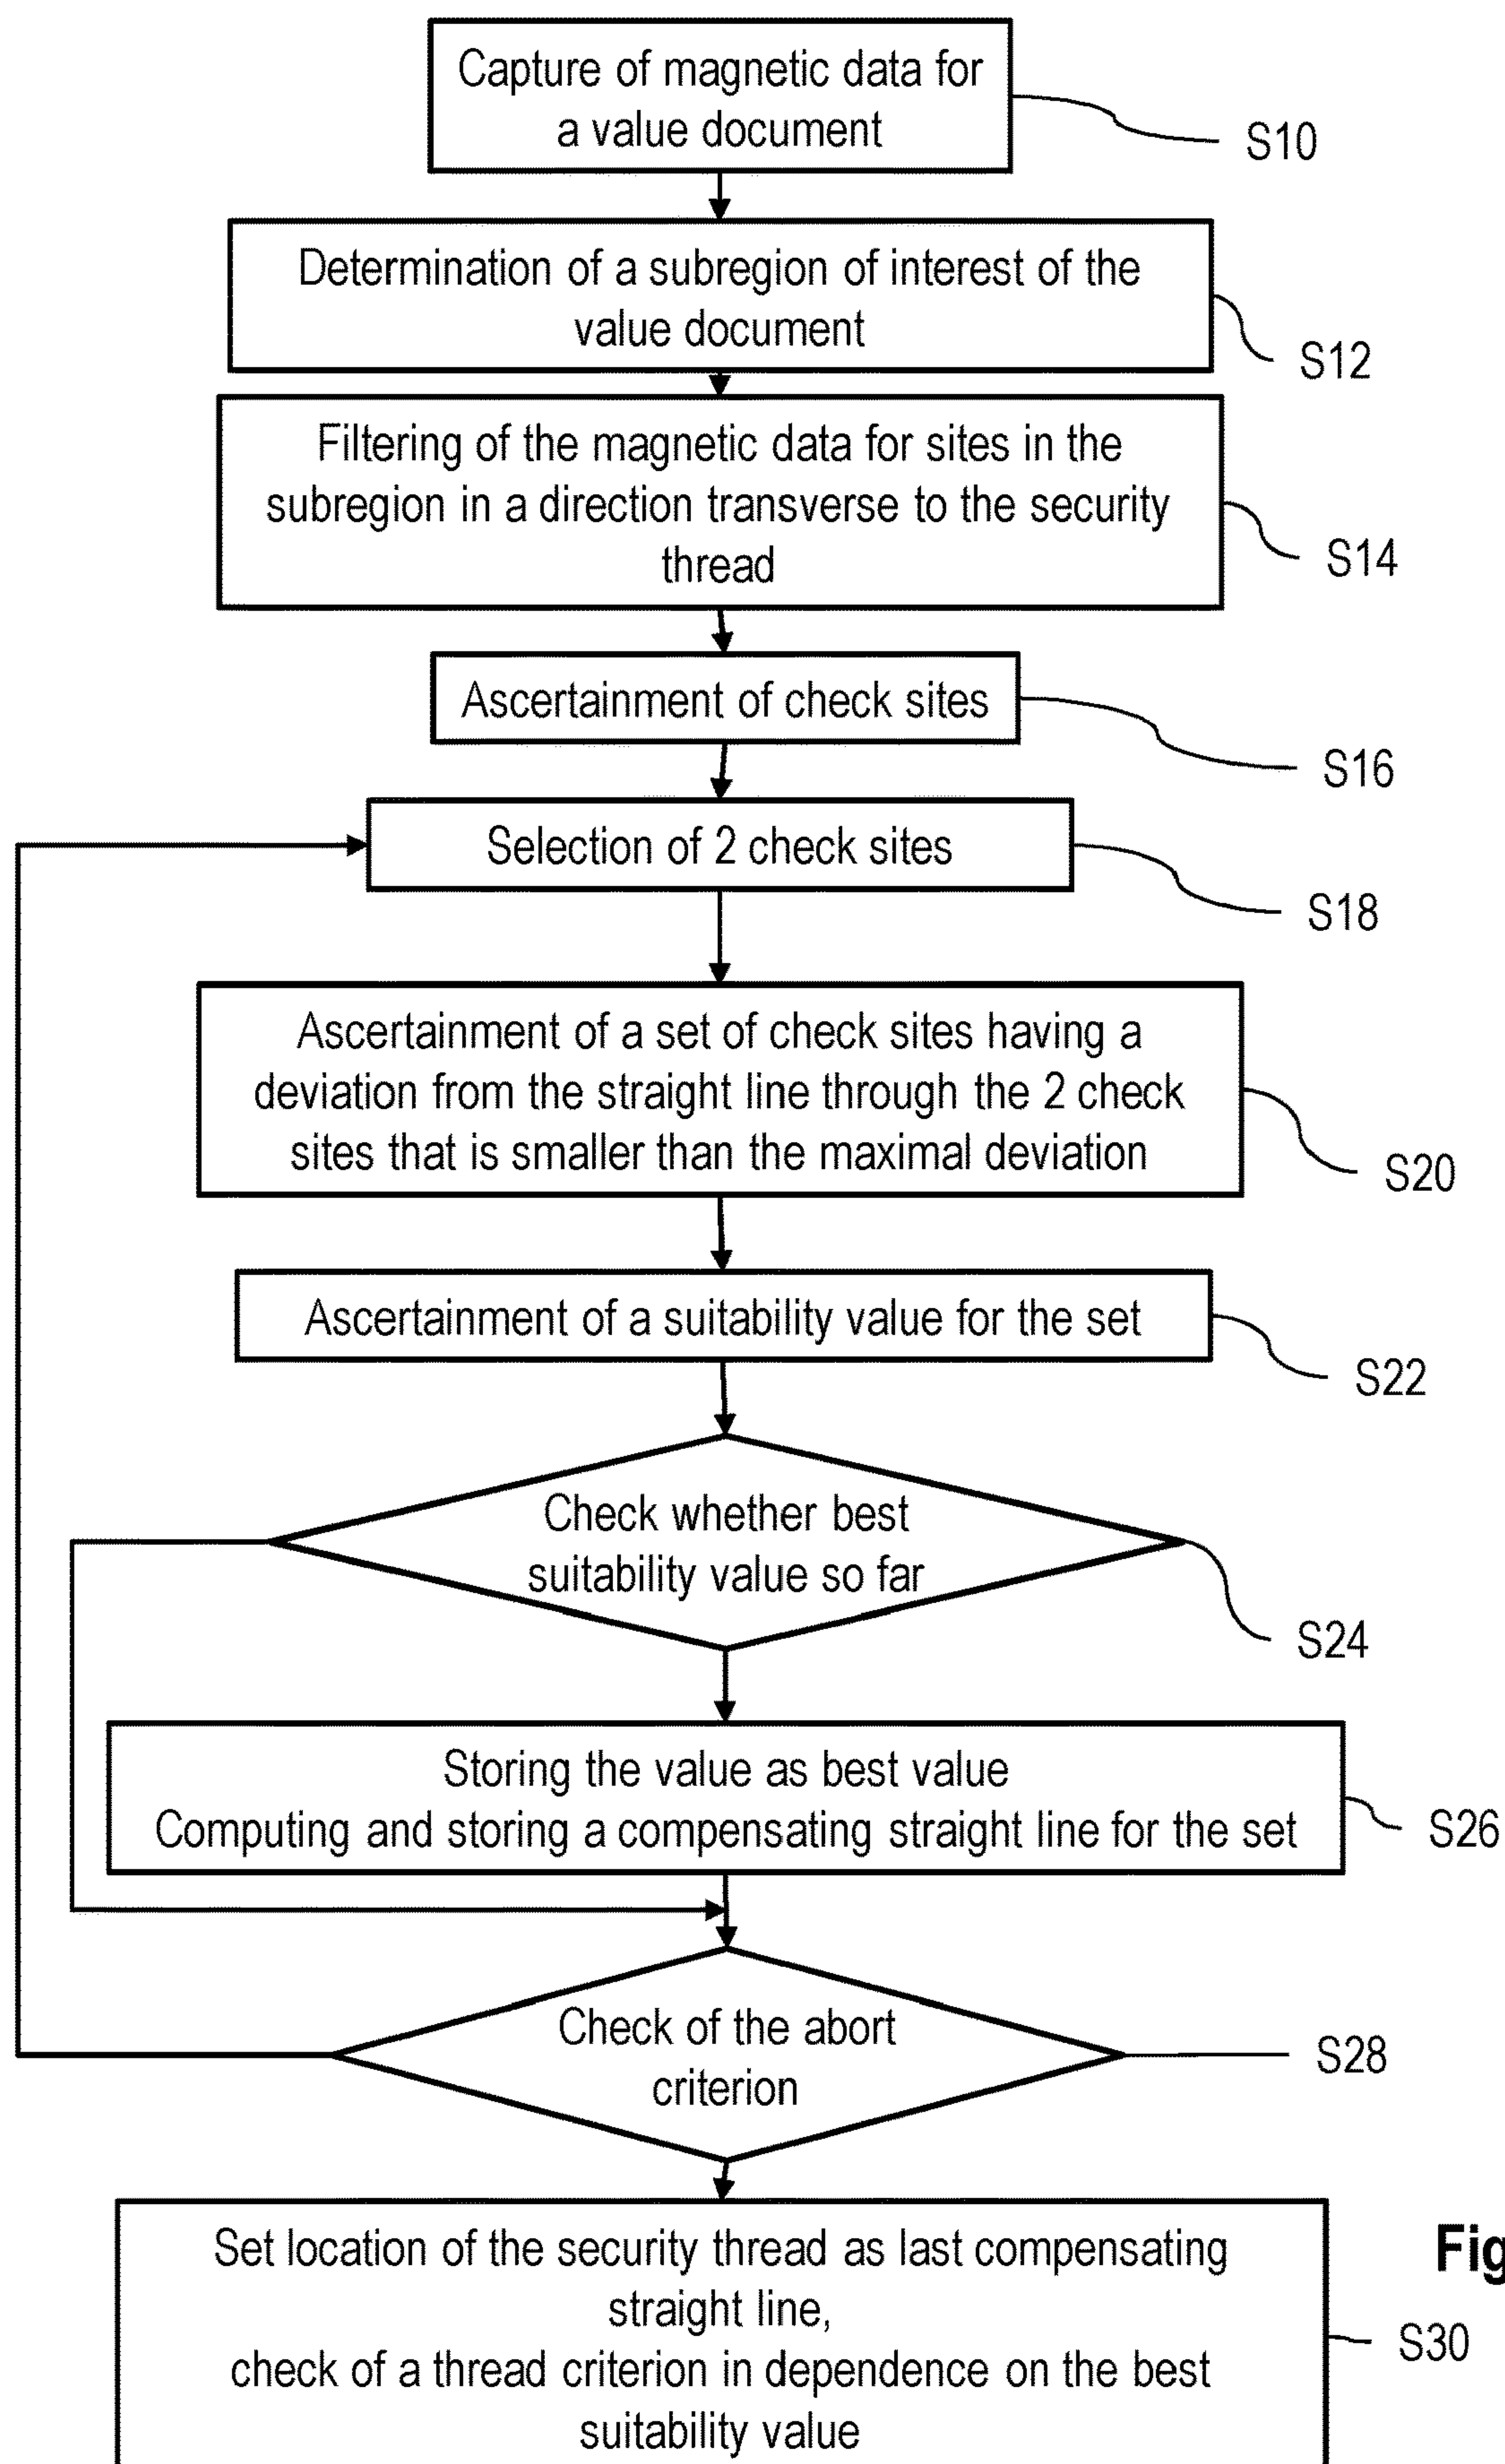 Capture of magnetic data for
a value document
S10
Determination of a subregion of interest of the
value document
S12
Filtering of the magnetic data for sites in the
subregion in a direction transverse to the security
thread
S14
Ascertainment of check sites
S16
Selection of 2 check sites
S18
Ascertainment of a set of check sites having a
deviation from the straight line through the 2 check
sites that is smaller than the maximal deviation
S20
Ascertainment of a suitability value for the set
S22
Check whether best
suitability value so far
S24
Storing the value as best value
Computing and storing a compensating straight line for the set
S26
Check of the abort
criterion
S28
Set location of the security thread as last compensating
straight line,
check of a thread criterion in dependence on the best
suitability value
Fig
S30